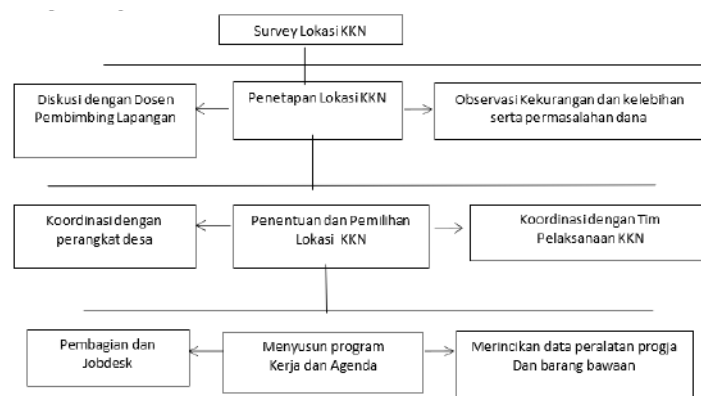 Survey Lokasi KKN
Diskusi dengan Dosen
Pembimbing Lapangan
Penetapan Lokasi KKN
Observasi Kekurangan dan kelebihan
serta permasalahan dana
Koordinasi dengan
perangkat desa
Penentuan dan Pemilihan
Lokasi KKN
Koordinasi dengan Tim
Pelaksanaan KKN
Pembagian dan
Jobdesk
Menyusun program
Kerja dan Agenda
Merincikan data peralatan progja
Dan barang bawaan